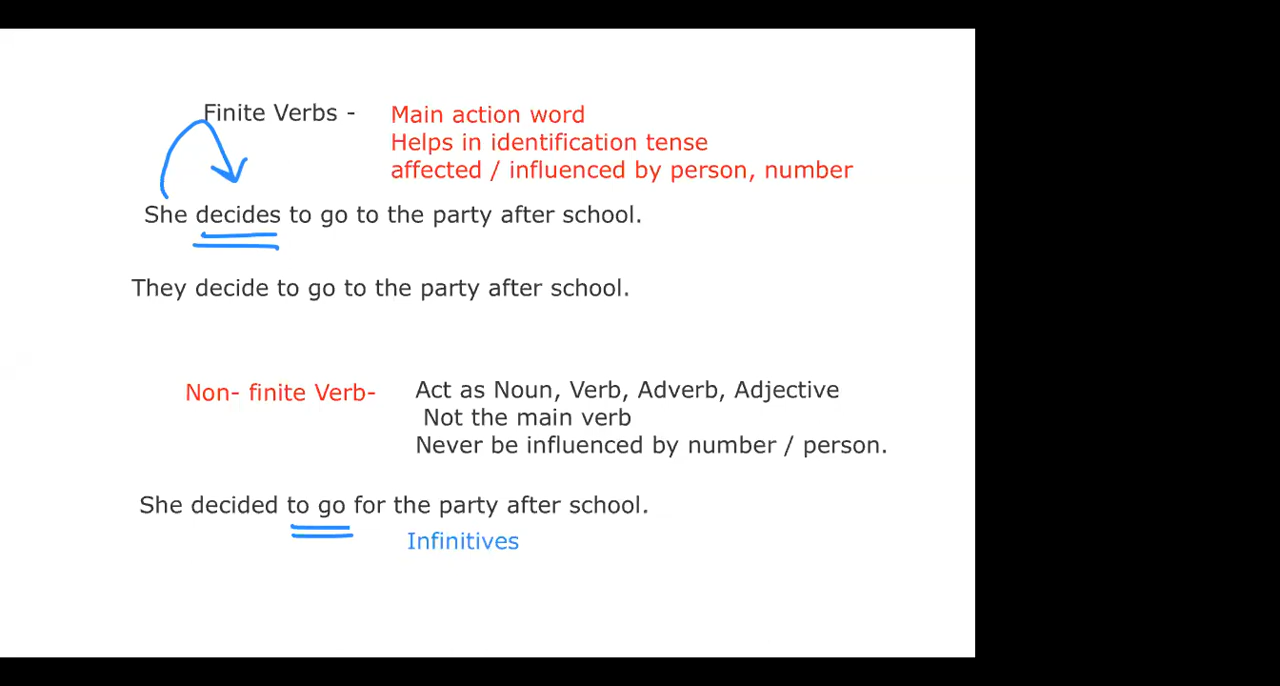 Finite Verbs - Main action word
Helps in identification tense
affected / influenced by person, number
She decides to go to the party after school.
They decide to go to the party after school.
Non- finite Verb- Act as Noun, Verb, Adverb, Adjective
Not the main verb
Never be influenced by number / person.
She decided to go for the party after school.
Infinitives